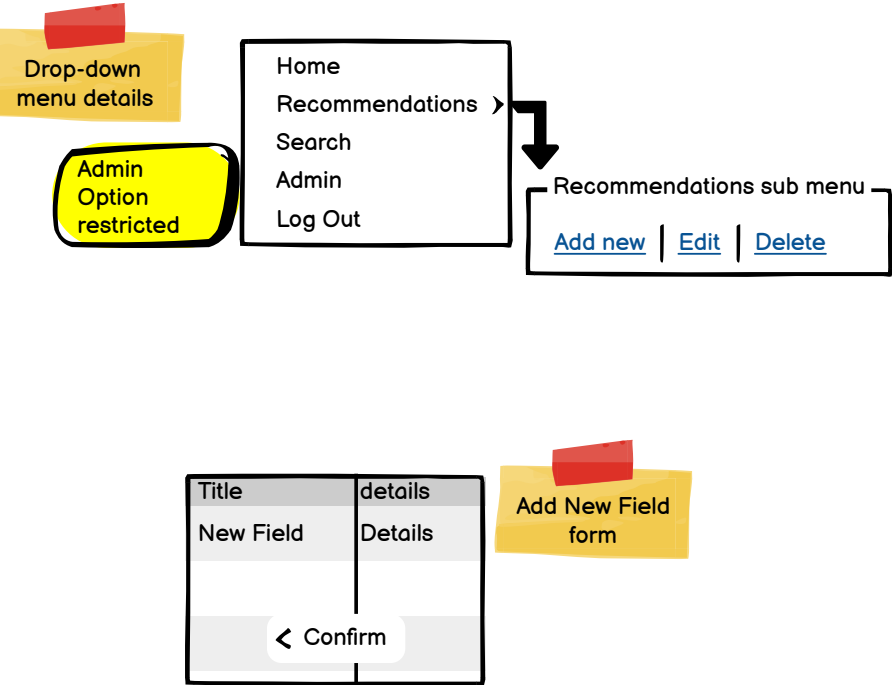 Drop-down
menu details
Home
Recommendations
Search
Admin
Log Out
Admin
Option
restricted
Recommendations sub menu
Add new Edit Delete
Title details
New Field Details
Confirm
Add New Field
form